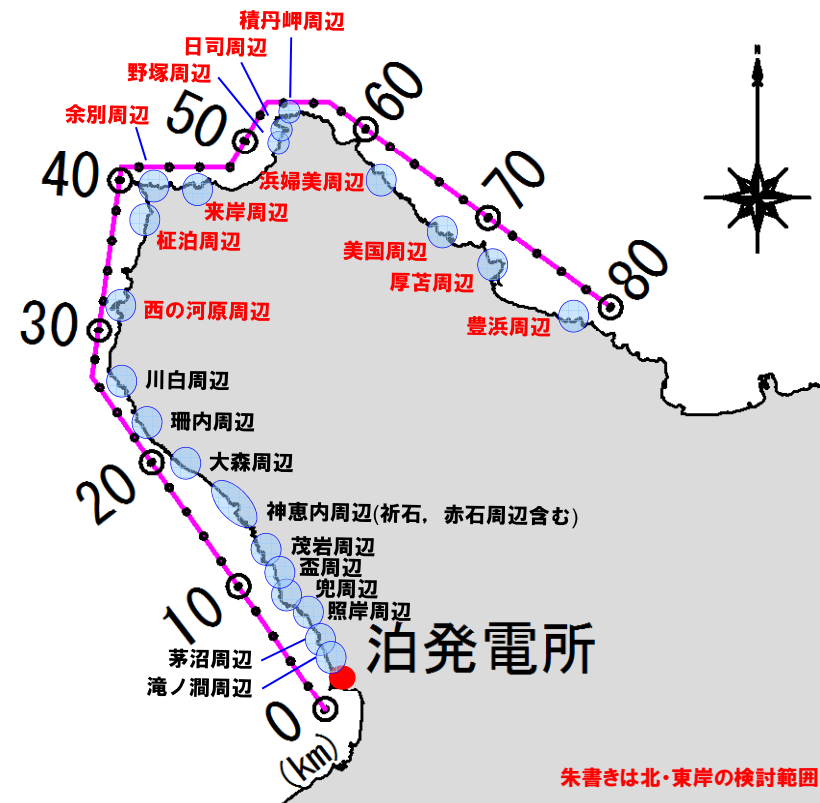 積丹岬周辺
日司周辺
野塚周辺
余別周辺
50
60
N
40
浜婦美周辺
70
来岸周辺
柾泊周辺
美国周辺
厚苫周辺
80
30
西の河原周辺
豊浜周辺
川白周辺
珊内周辺
20
大森周辺
神恵内周辺(祈石，赤石周辺含む)
茂岩周辺
盃周辺
兜周辺
10
照岸周辺
泊発電所
茅沼周辺
滝ノ澗周辺
0
(km)
朱書きは北・東岸の検討範囲